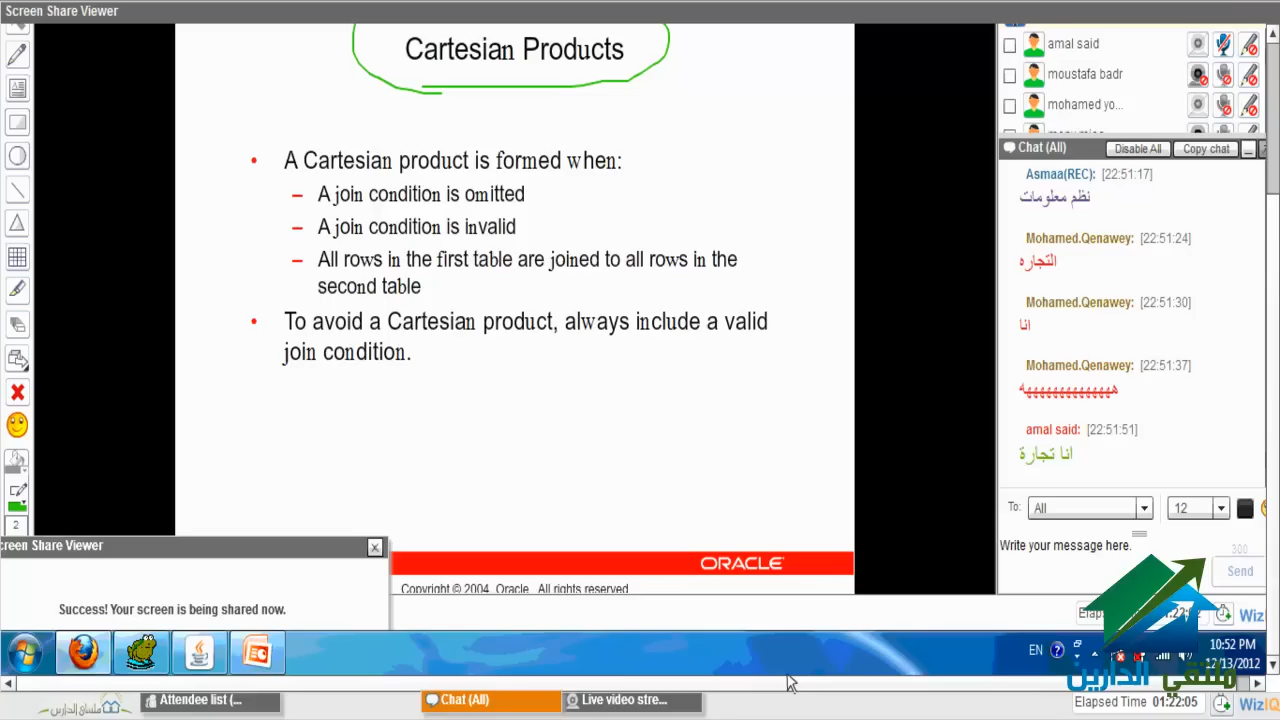 Screen Share Viewer
Cartesian Products
• A Cartesian product is formed when:
– A join condition is omitted
– A join condition is invalid
– All rows in the first table are joined to all rows in the
second table
• To avoid a Cartesian product, always include a valid
join condition.
ORACLE
Copyright © 2004, Oracle. All rights reserved
2
creen Share Viewer
Success! Your screen is being shared now.
amal said
moustafa badr
mohamed yo...
Chat (All)
Disable All
Copy chat
Asmaa(REC): [22:51:17]
نظم معلومات
Mohamed.Qenawey: [22:51:24]
التجاره
Mohamed.Qenawey: [22:51:30]
انا
Mohamed.Qenawey: [22:51:37]
amal said: [22:51:51]
انا تجارة
To: All 12
Write your message here.
300
Send
WizI
EN
10:52 PM
12/13/2012
ملتقي الدارين
Attendee list (...
Chat (All)
Live video stre...
Elapsed Time 01:22:05
WizIQ